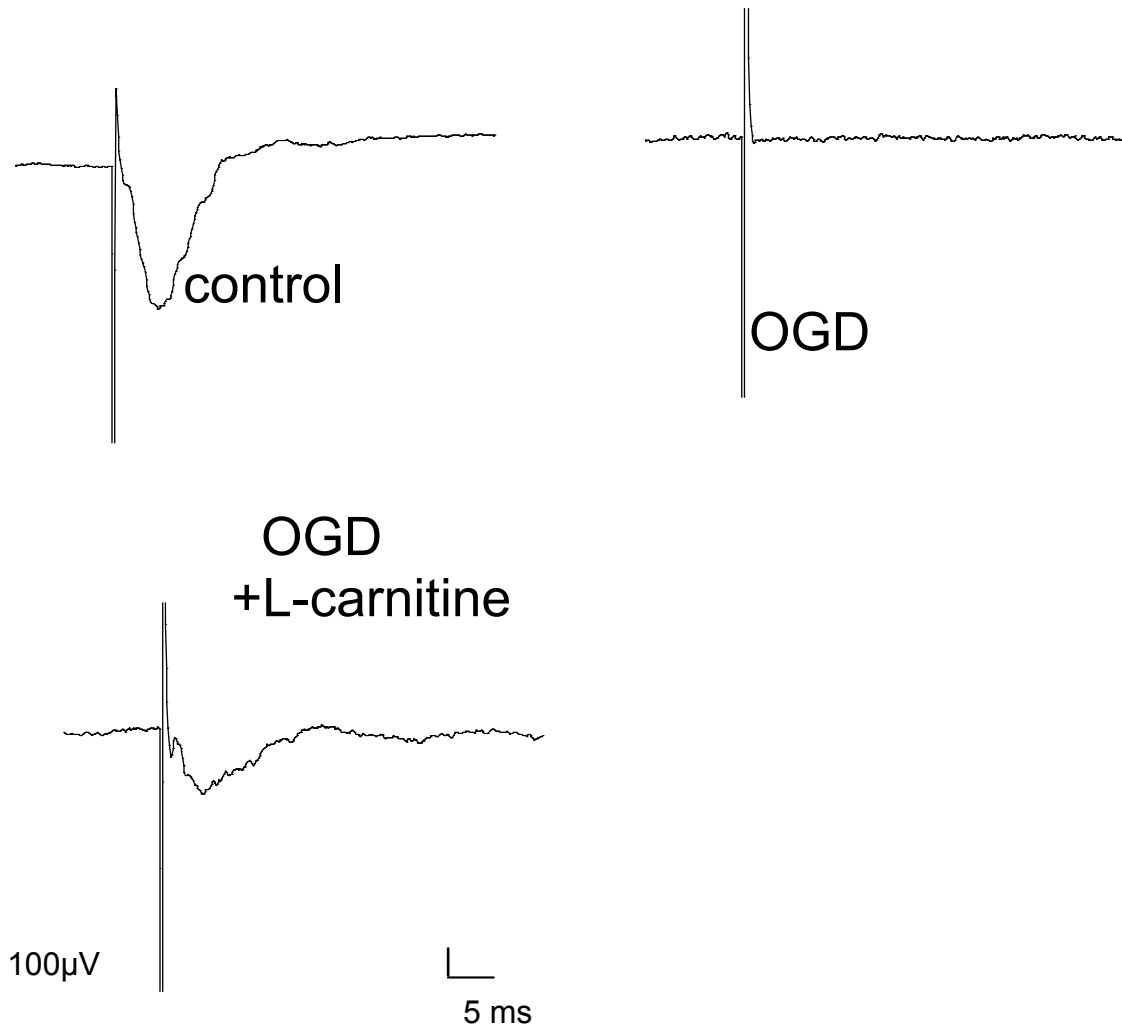 control
OGD
OGD
+L-carnitine
100µV
5 ms